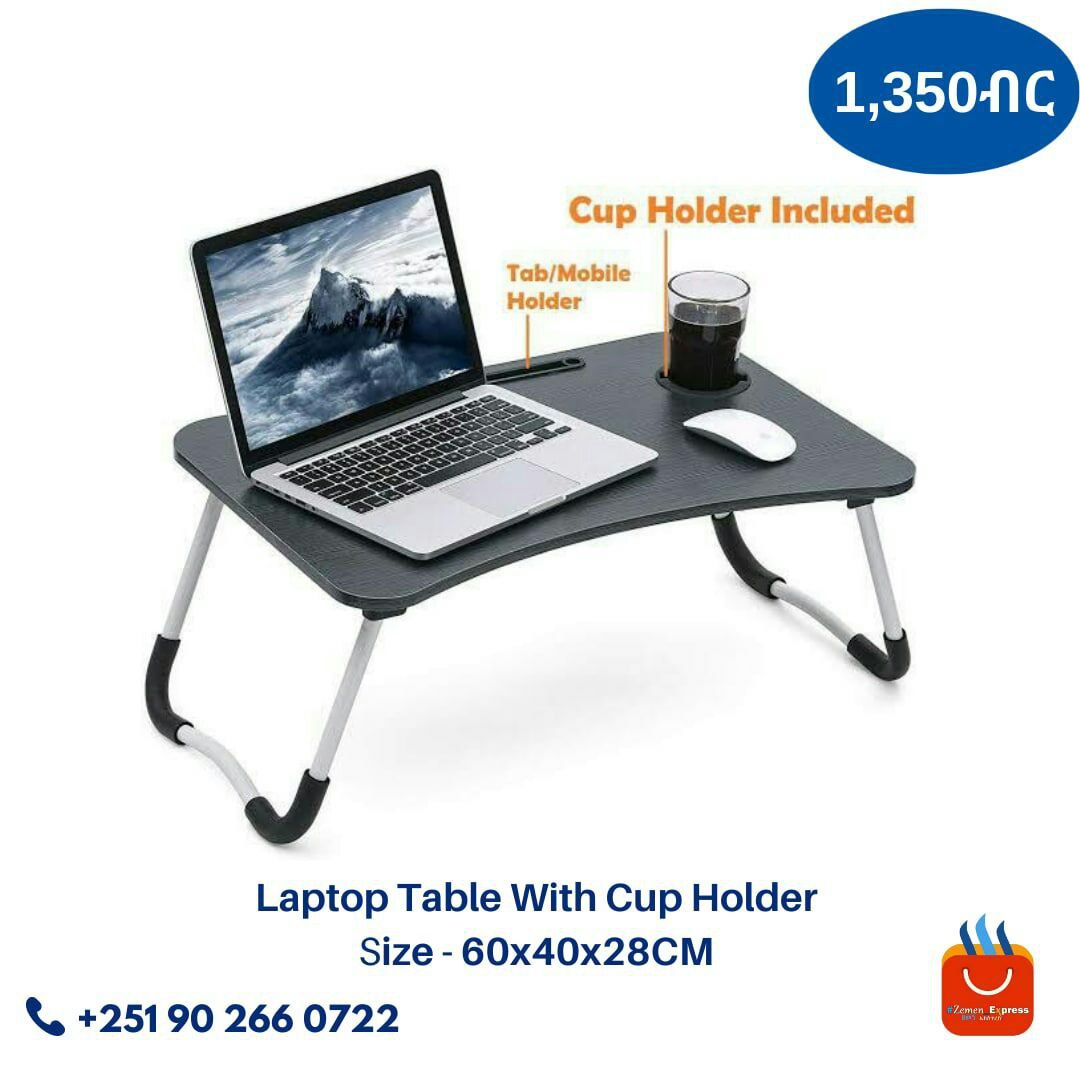 1,350ብር
Cup Holder Included
Tab/Mobile
Holder
Laptop Table With Cup Holder
Size - 60x40x28CM
+251 90 266 0722
#Zemen Express